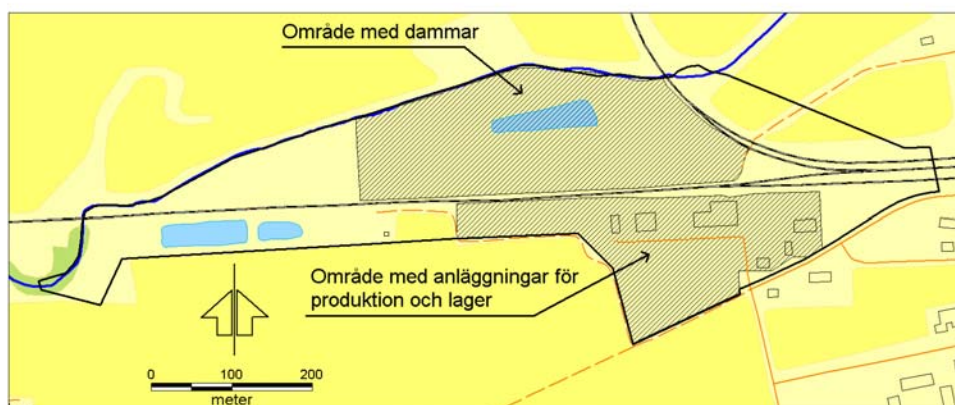 Område med dammar
Område med anläggningar för
produktion och lager
0 100 200
meter